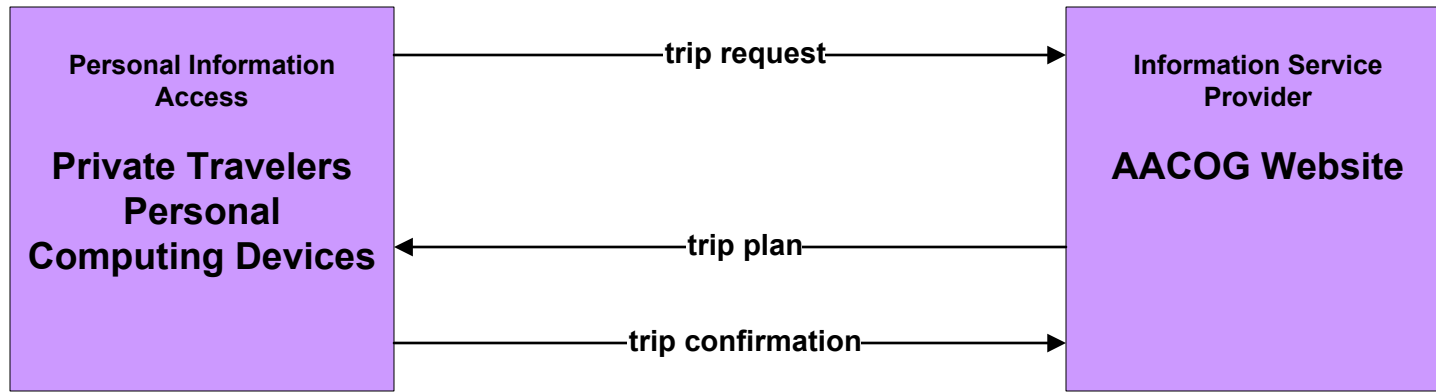 Personal Information
Access
Private Travelers
Personal
Computing Devices
trip request
trip plan
trip confirmation
Information Service
Provider
AACOG Website